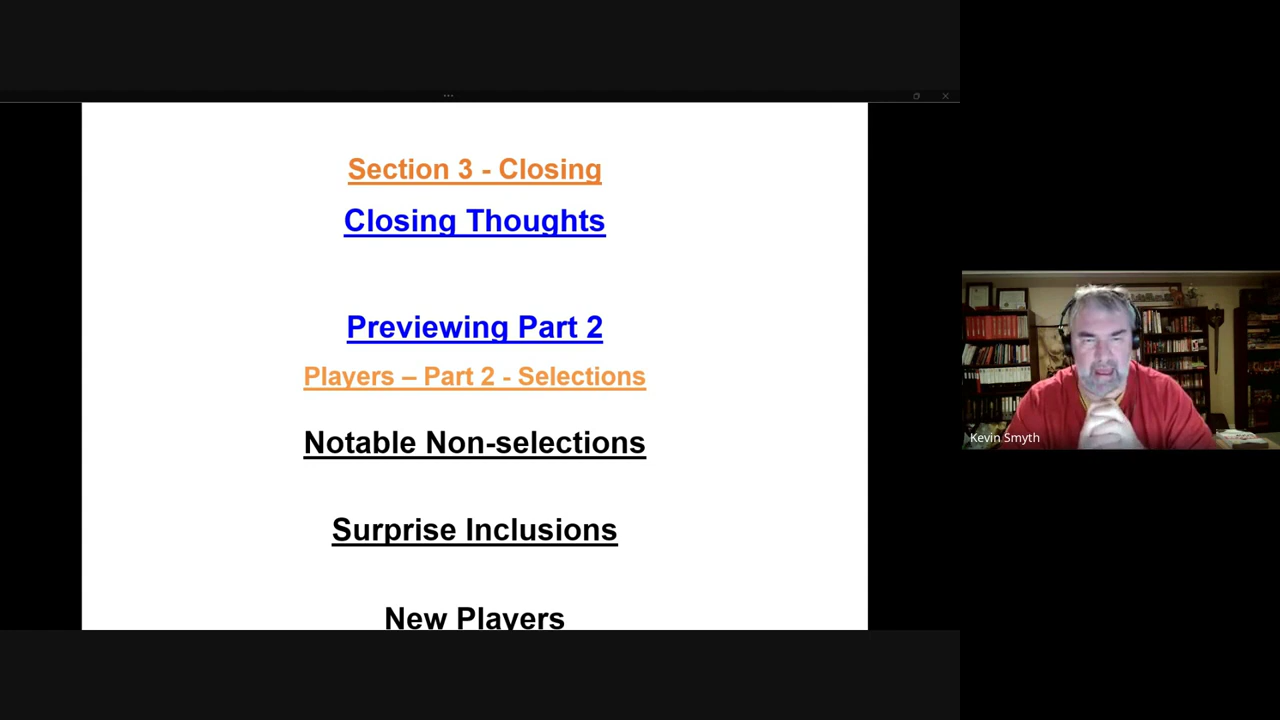 Section 3 - Closing
Closing Thoughts
Previewing Part 2
Players – Part 2 - Selections
Notable Non-selections
Surprise Inclusions
New Players
Kevin Smyth